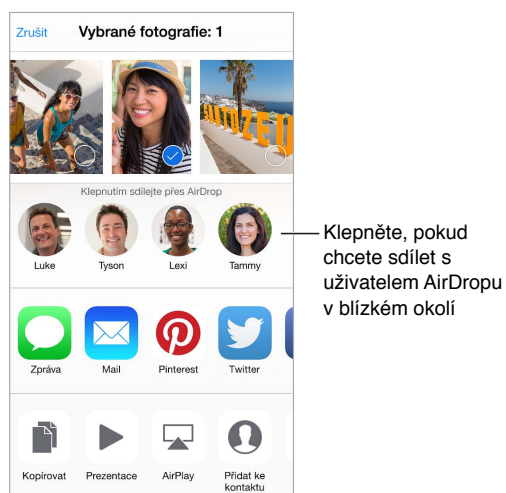 Zrušit Vybrané fotografie: 1
Klepnutím sdílejte přes AirDrop
Luke Tyson Lexi Tammy
Klepněte, pokud
chcete sdílet s
uživatelem AirDropu
v blízkém okolí
Zpráva Mail Pinterest Twitter
Kopírovat Prezentace AirPlay Přidat ke
kontaktu